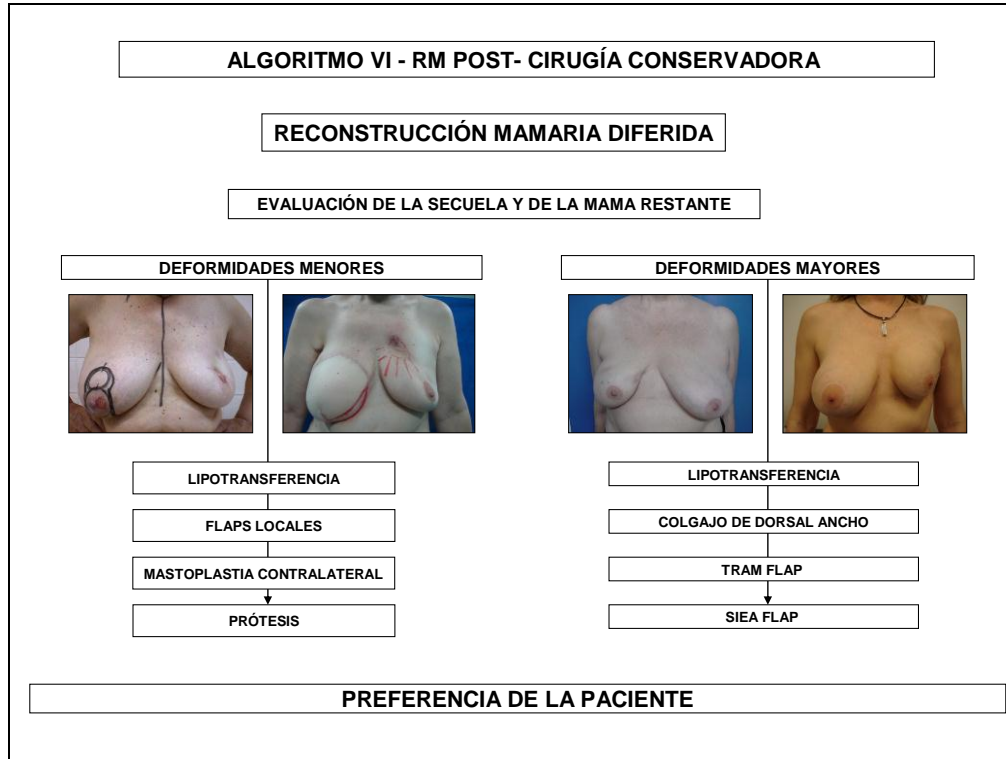 ALGORITMO VI - RM POST- CIRUGÍA CONSERVADORA
RECONSTRUCCIÓN MAMARIA DIFERIDA
EVALUACIÓN DE LA SECUELA Y DE LA MAMA RESTANTE
DEFORMIDADES MENORES
LIPOTRANSFERENCIA
FLAPS LOCALES
MASTOPLASTIA CONTRALATERAL
PRÓTESIS
DEFORMIDADES MAYORES
LIPOTRANSFERENCIA
COLGAJO DE DORSAL ANCHO
TRAM FLAP
SIEA FLAP
PREFERENCIA DE LA PACIENTE